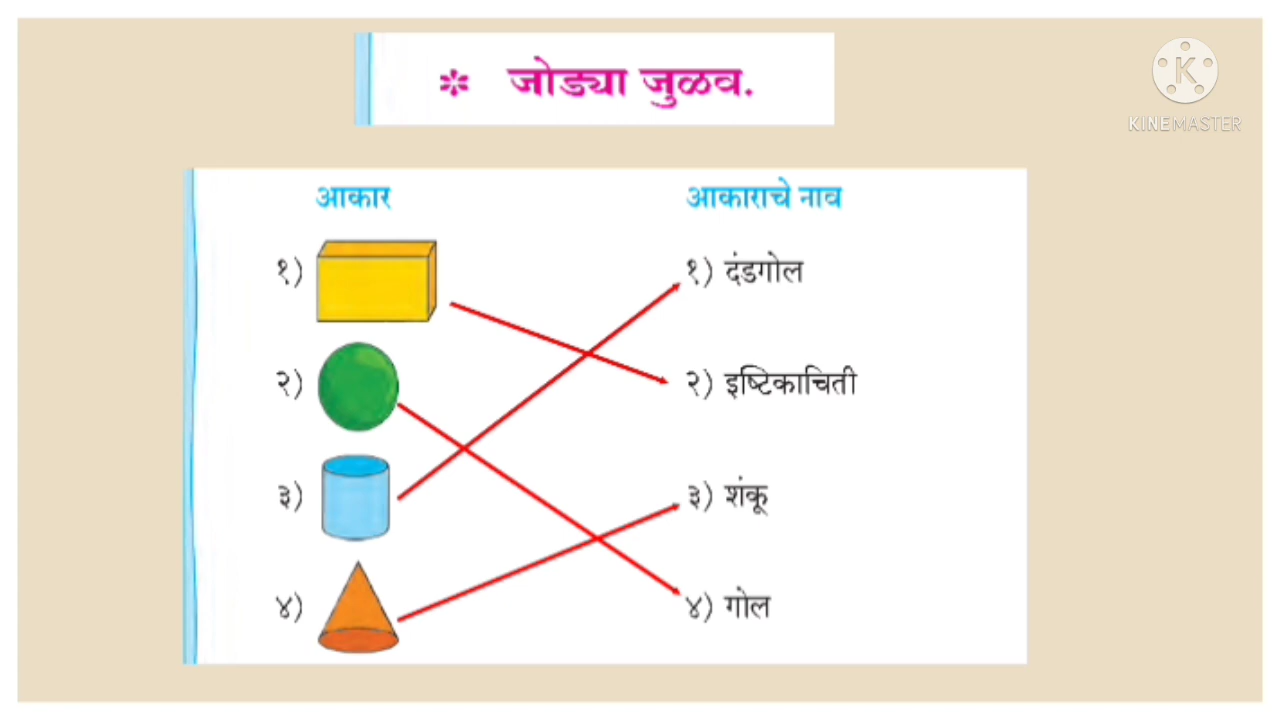 * जोड्या जुळव.
K
KINEMASTER
आकार आकाराचे नाव
१) १) दंडगोल
२) २) इष्टिकाचिती
३) ३) शंकू
४) ४) गोल